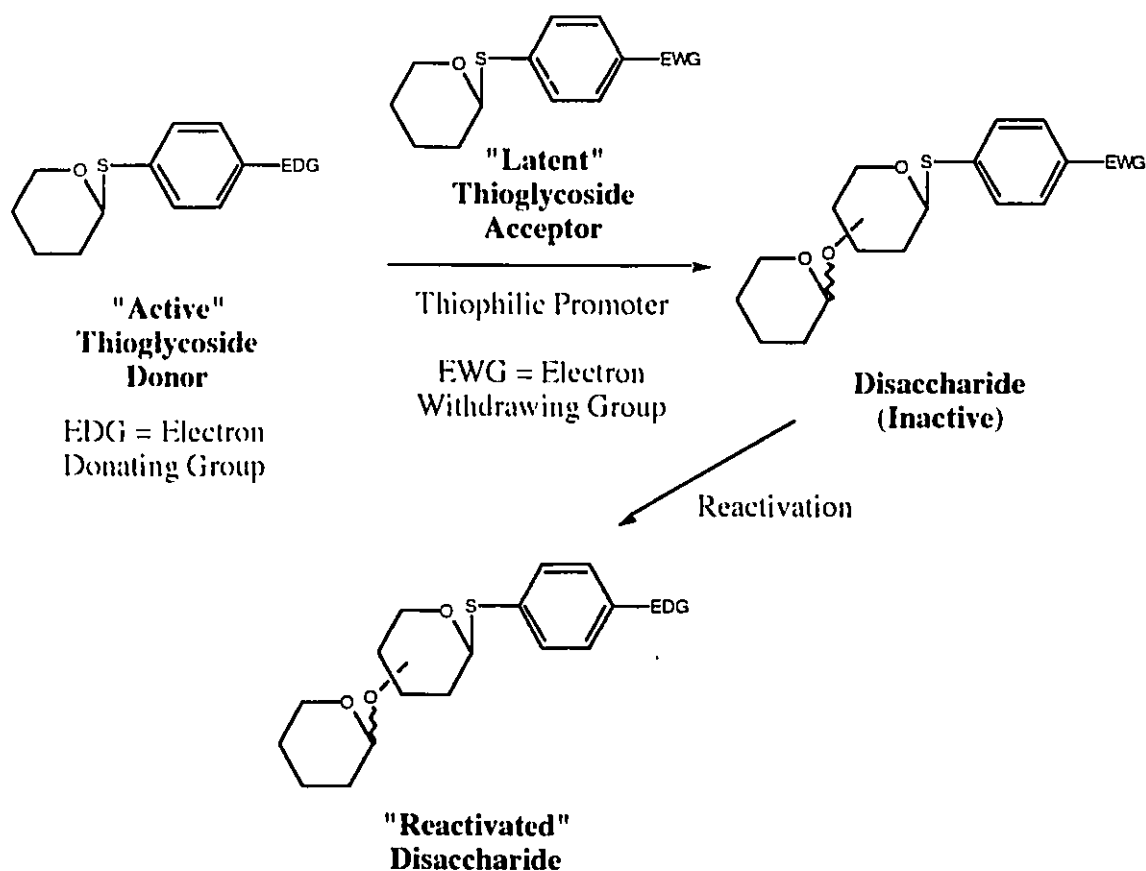 O
S
EWG
O
S
EDG
"Latent"
Thioglycoside
Acceptor
O
S
EWG
O
O
"Active"
Thioglycoside
Donor
Thiophilic Promoter
EDG = Electron
Donating Group
EWG = Electron
Withdrawing Group
Disaccharide
(Inactive)
Reactivation
O
S
EDG
O
O
"Reactivated"
Disaccharide